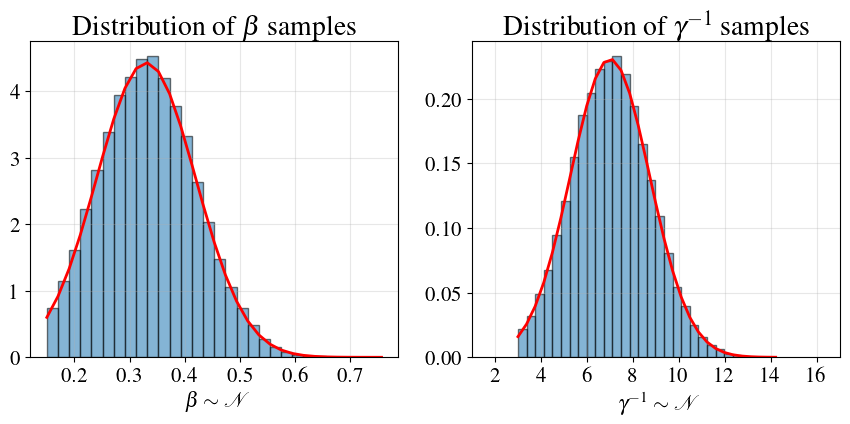 Distribution of β samples
4
3
2
1
0
0.2 0.3 0.4 0.5 0.6 0.7
β ∼ 𝒩
Distribution of γ⁻¹ samples
0.20
0.15
0.10
0.05
0.00
2 4 6 8 10 12 14 16
γ⁻¹ ∼ 𝒩